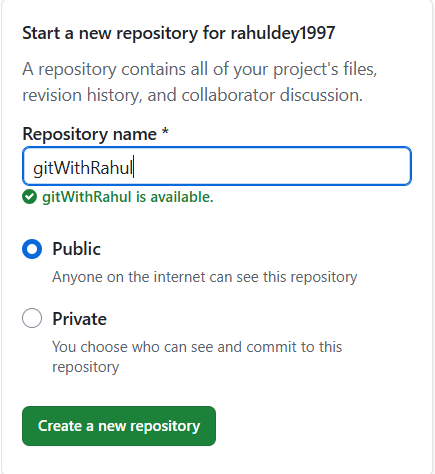 Start a new repository for rahuldey1997
A repository contains all of your project's files,
revision history, and collaborator discussion.
Repository name *
gitWithRahul
gitWithRahul is available.
Public
Anyone on the internet can see this repository
Private
You choose who can see and commit to this
repository
Create a new repository